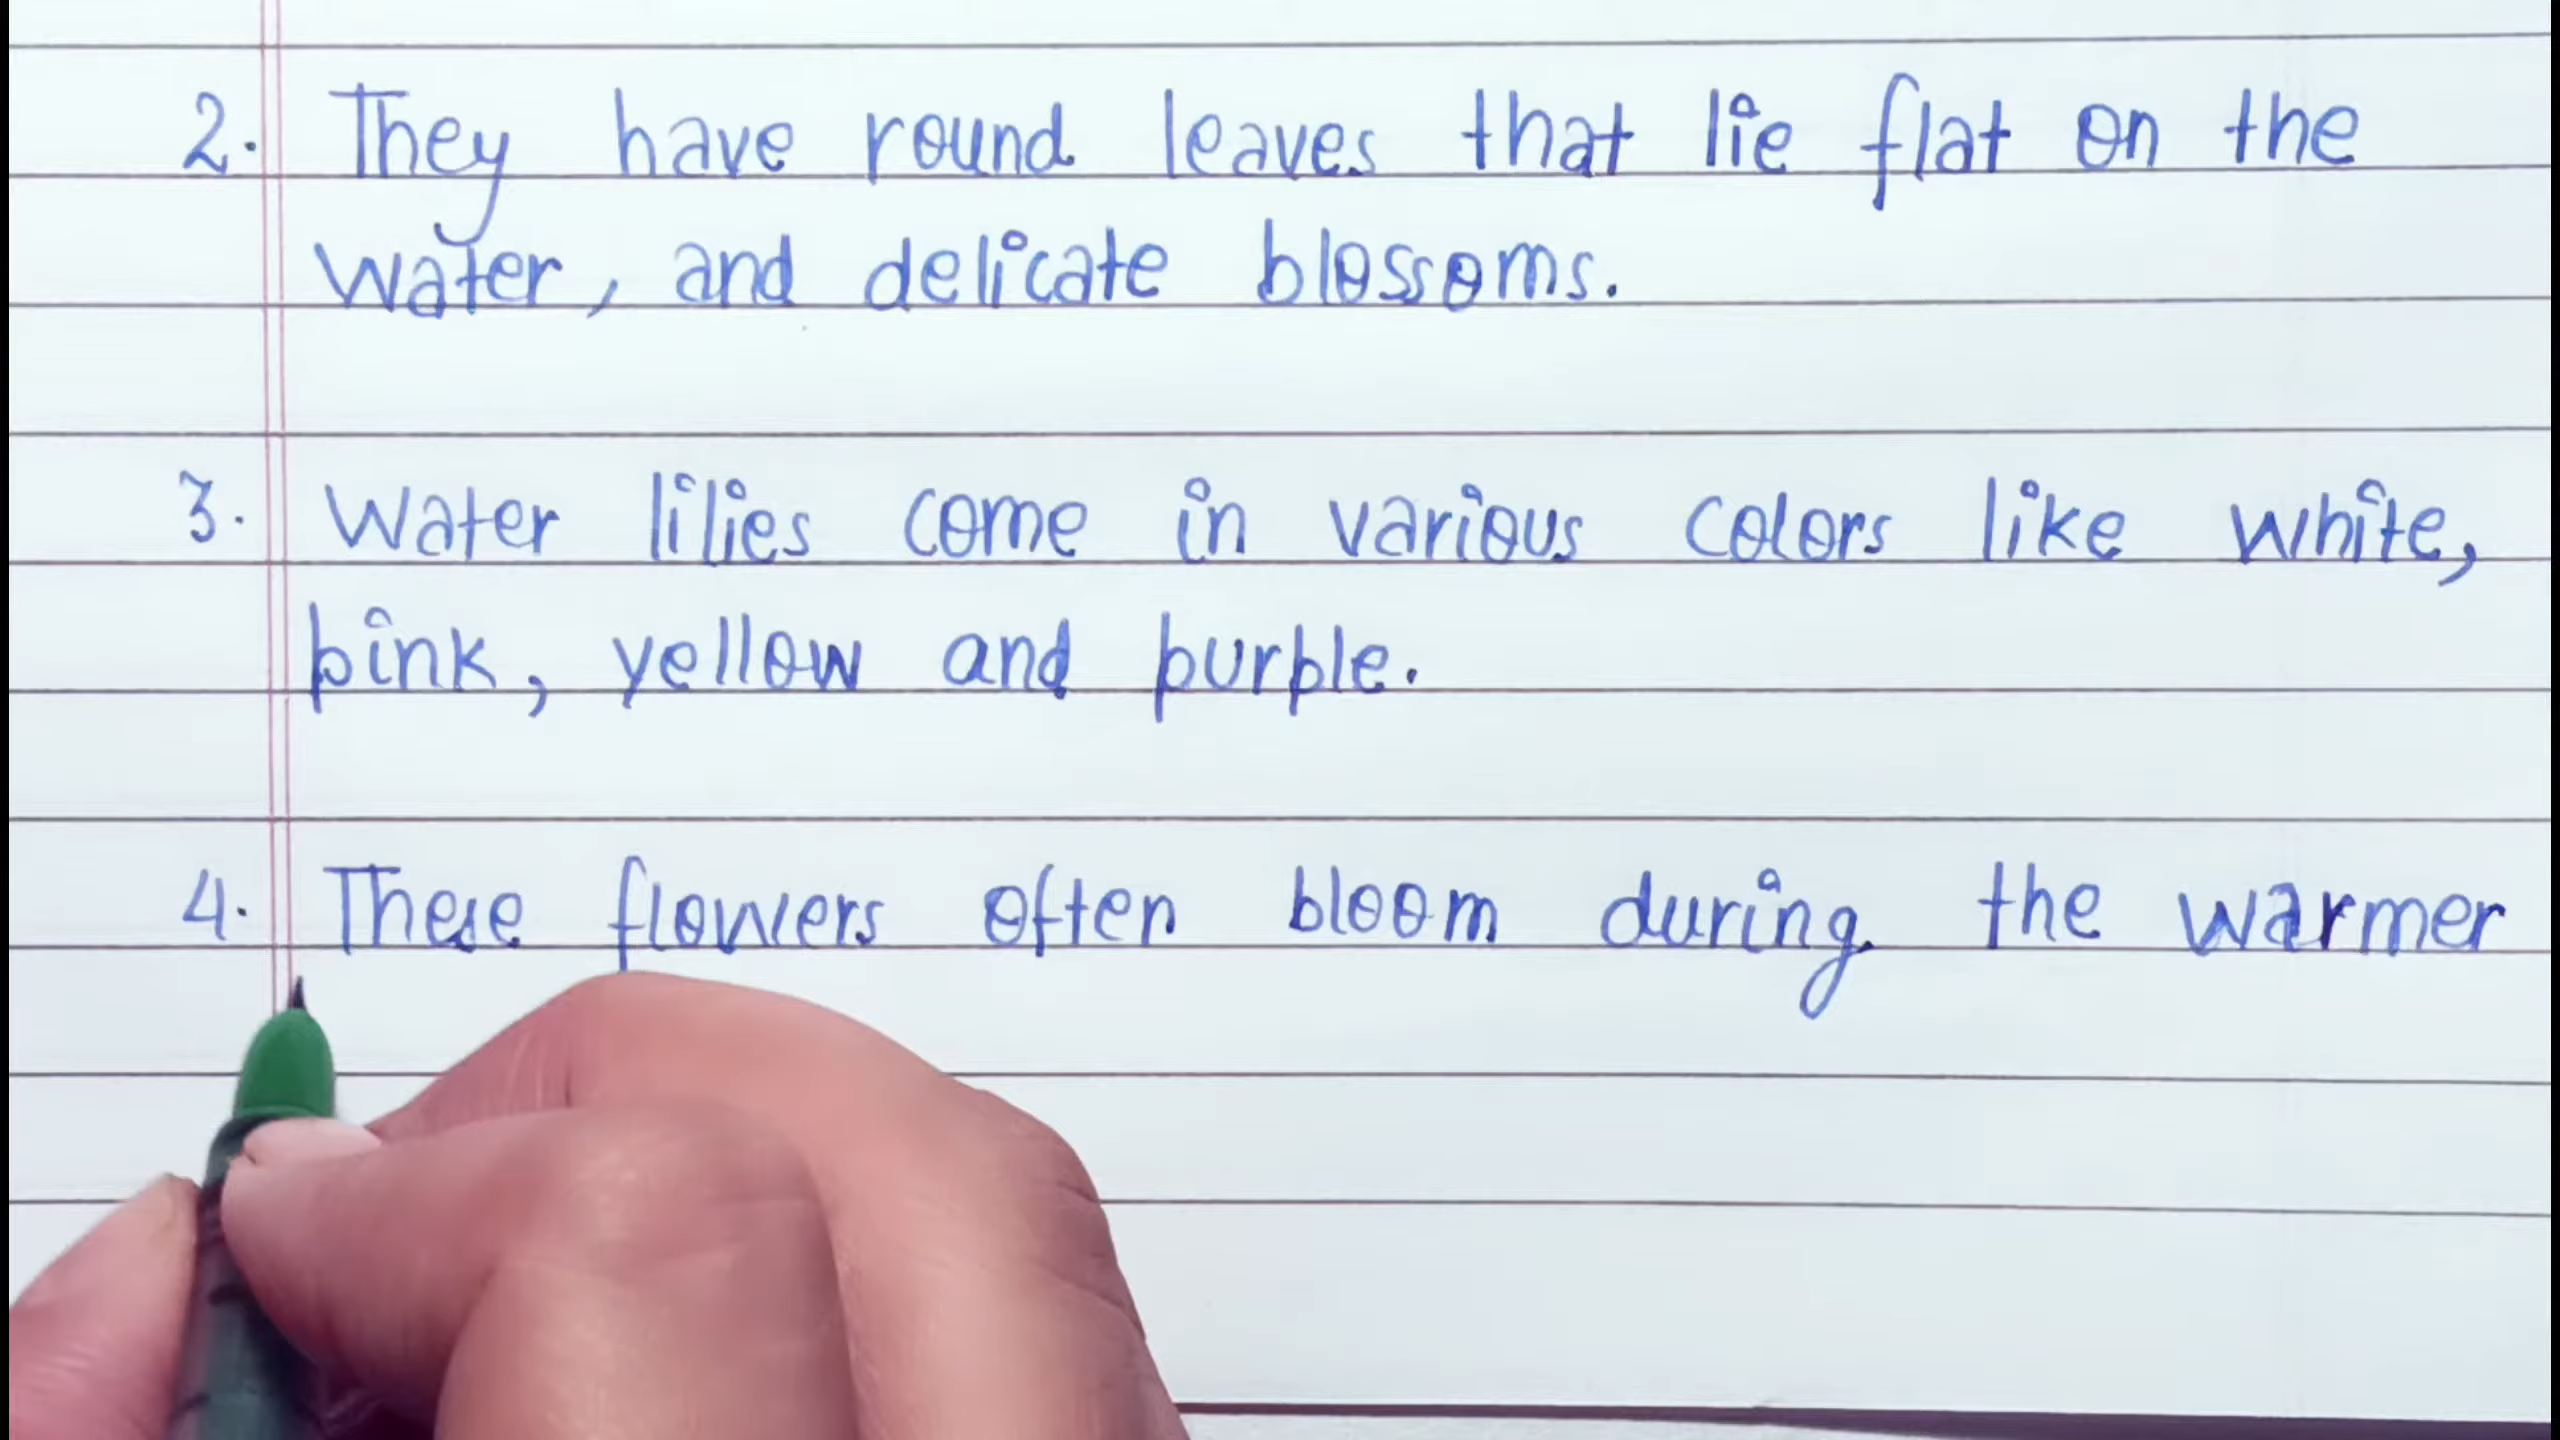 2. They have round leaves that lie flat on the
water, and delicate blossoms.
3. Water lilies come in various colors like white,
pink, yellow and purple.
4. These flowers often bloom during the warmer